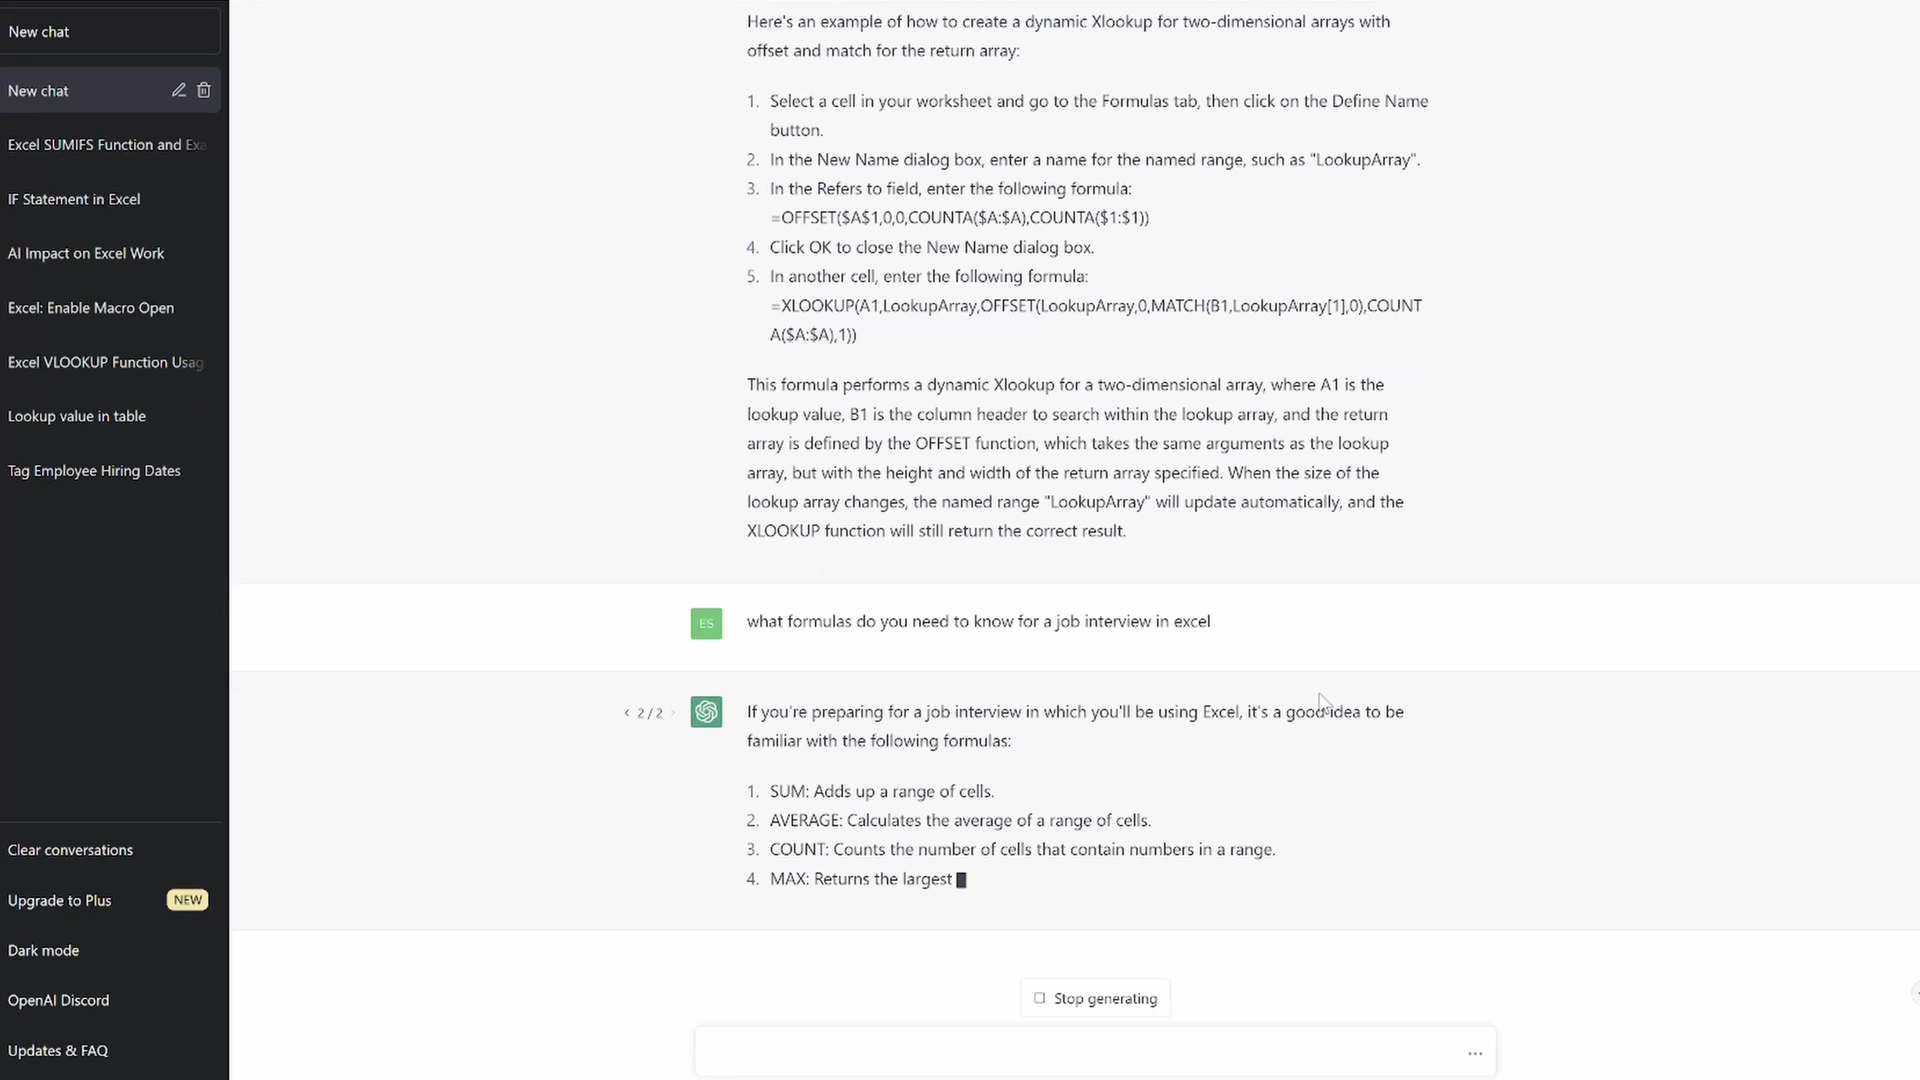 New chat
New chat
Excel SUMIFS Function and Exa
IF Statement in Excel
AI Impact on Excel Work
Excel: Enable Macro Open
Excel VLOOKUP Function Usag
Lookup value in table
Tag Employee Hiring Dates
Clear conversations
Upgrade to Plus NEW
Dark mode
OpenAI Discord
Updates & FAQ
Here's an example of how to create a dynamic Xlookup for two-dimensional arrays with
offset and match for the return array:
1. Select a cell in your worksheet and go to the Formulas tab, then click on the Define Name
button.
2. In the New Name dialog box, enter a name for the named range, such as "LookupArray".
3. In the Refers to field, enter the following formula:
=OFFSET($A$1,0,0,COUNTA($A:$A),COUNTA($1:$1))
4. Click OK to close the New Name dialog box.
5. In another cell, enter the following formula:
=XLOOKUP(A1,LookupArray,OFFSET(LookupArray,0,MATCH(B1,LookupArray[1],0),COUNT
A($A:$A),1))
This formula performs a dynamic Xlookup for a two-dimensional array, where A1 is the
lookup value, B1 is the column header to search within the lookup array, and the return
array is defined by the OFFSET function, which takes the same arguments as the lookup
array, but with the height and width of the return array specified. When the size of the
lookup array changes, the named range "LookupArray" will update automatically, and the
XLOOKUP function will still return the correct result.
ES what formulas do you need to know for a job interview in excel
< 2 / 2 > If you're preparing for a job interview in which you'll be using Excel, it's a good idea to be
familiar with the following formulas:
1. SUM: Adds up a range of cells.
2. AVERAGE: Calculates the average of a range of cells.
3. COUNT: Counts the number of cells that contain numbers in a range.
4. MAX: Returns the largest
Stop generating